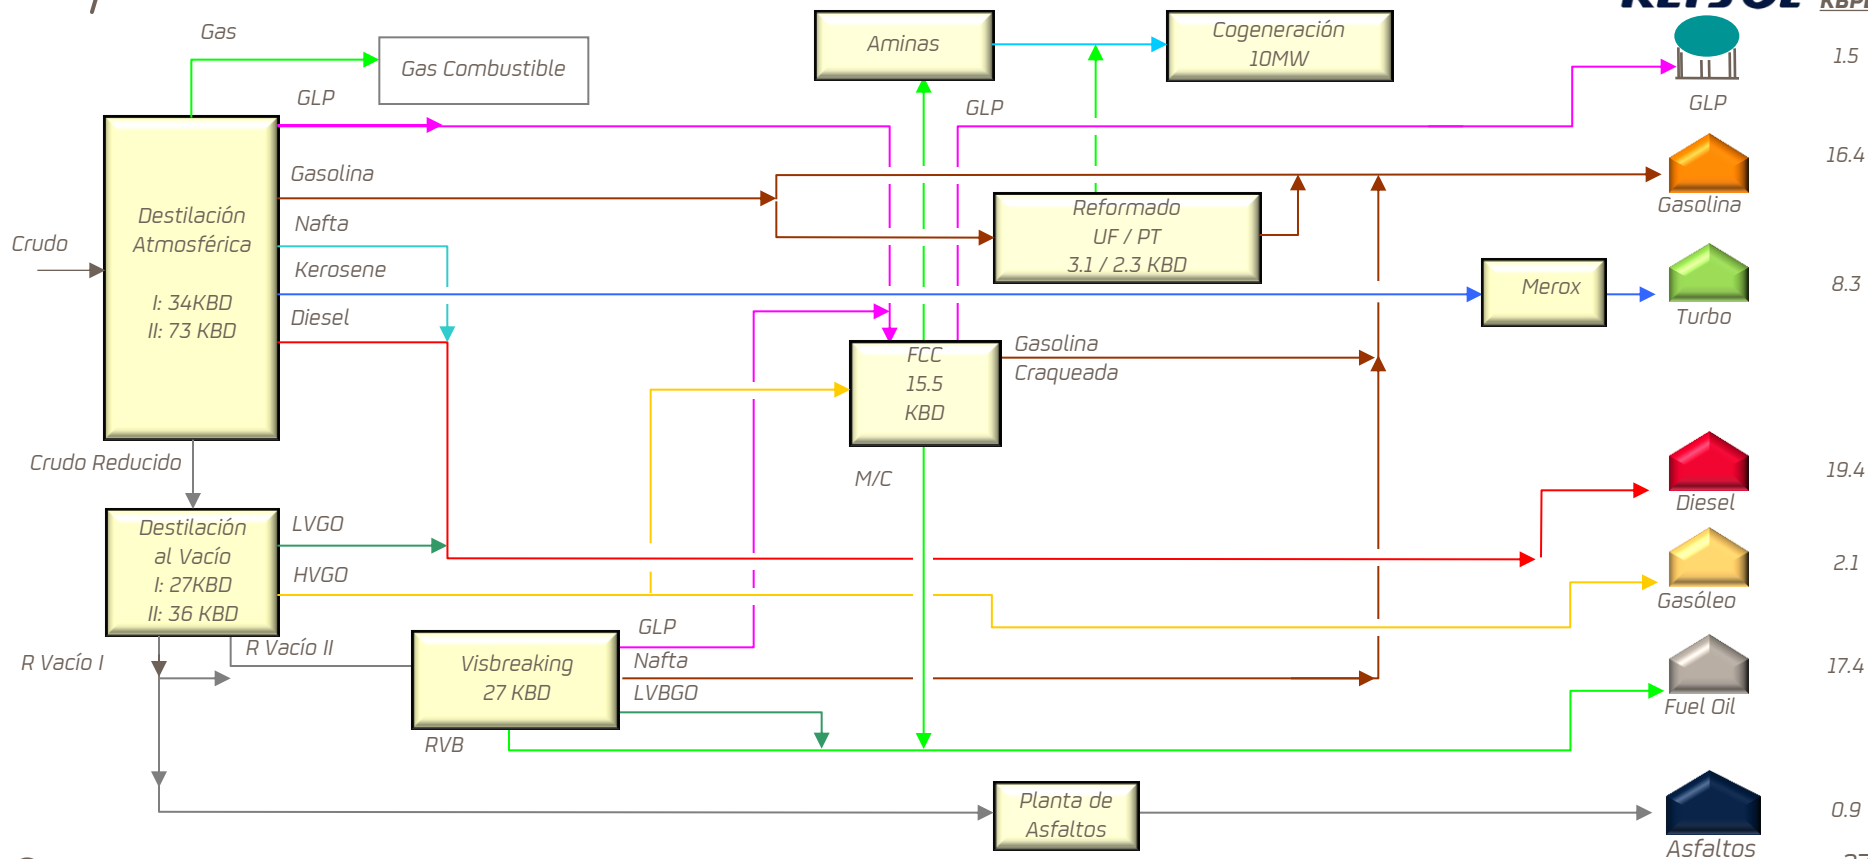 Gas
Gas Combustible
GLP
Aminas
Cogeneración
10MW
GLP
1.5
GLP
Gasolina
16.4
Gasolina
Nafta
Destilación
Atmosférica
I: 34KBD
II: 73 KBD
Crudo
Kerosene
Diesel
Reformado
UF / PT
3.1 / 2.3 KBD
Merox
8.3
Turbo
FCC
15.5
KBD
Gasolina
Craqueada
Crudo Reducido
M/C
19.4
Diesel
Destilación
al Vacío
I: 27KBD
II: 36 KBD
LVGO
HVGO
2.1
Gasóleo
R Vacío I
R Vacío II
Visbreaking
27 KBD
GLP
Nafta
LVBGO
RVB
17.4
Fuel Oil
Planta de
Asfaltos
0.9
Asfaltos